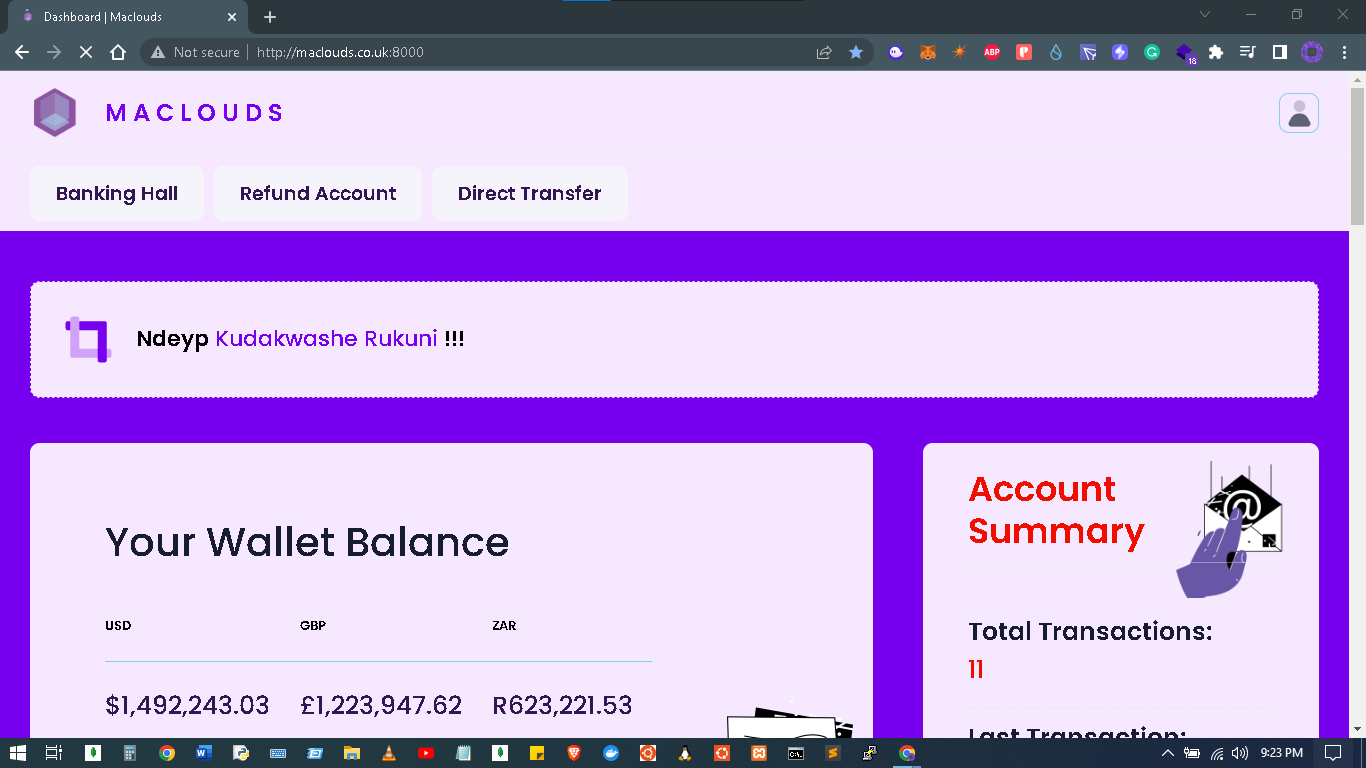 Dashboard | Maclouds
Not secure
http://maclouds.co.uk:8000
ABP
18
MACLOUDS
Banking Hall
Refund Account
Direct Transfer
Ndeyp Kudakwashe Rukuni !!!
Your Wallet Balance
USD GBP ZAR
$1,492,243.03 £1,223,947.62 R623,221.53
Account
Summary
@
Total Transactions:
11
Last Transaction:
9:23 PM